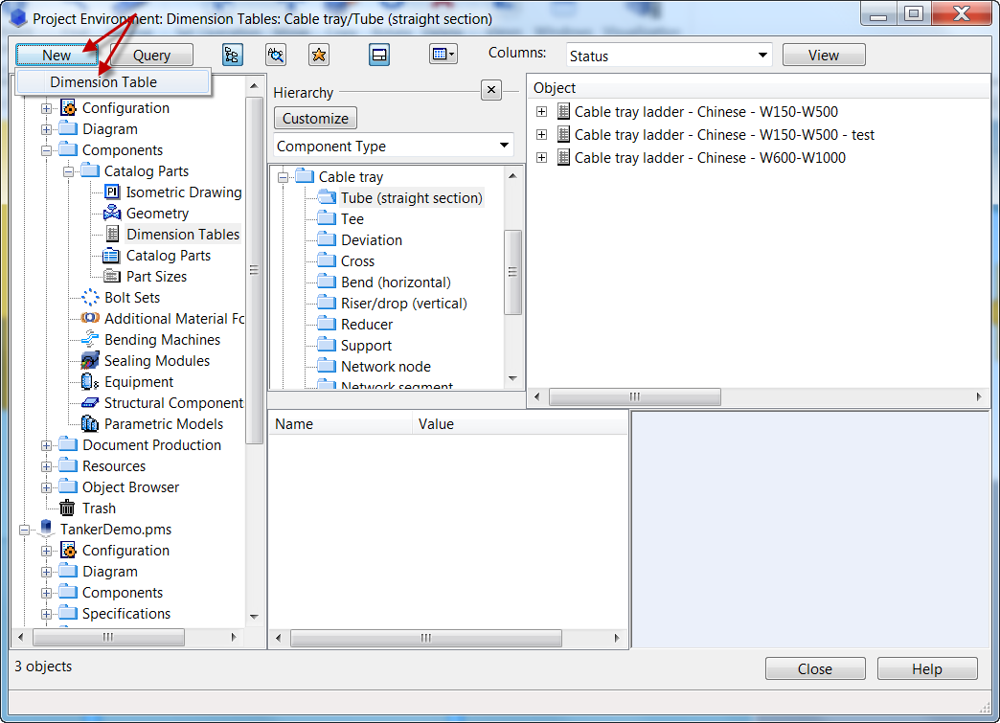 Project Environment: Dimension Tables: Cable tray/Tube (straight section)
New
Query
Columns:
Status
View
Dimension Table
Configuration
Diagram
Components
Catalog Parts
Isometric Drawing
Geometry
Dimension Tables
Catalog Parts
Part Sizes
Bolt Sets
Additional Material Fo
Bending Machines
Sealing Modules
Equipment
Structural Component
Parametric Models
Document Production
Resources
Object Browser
Trash
TankerDemo.pms
Configuration
Diagram
Components
Specifications
Hierarchy
Customize
Component Type
Cable tray
Tube (straight section)
Tee
Deviation
Cross
Bend (horizontal)
Riser/drop (vertical)
Reducer
Support
Network node
Network segment
Object
Cable tray ladder - Chinese - W150-W500
Cable tray ladder - Chinese - W150-W500 - test
Cable tray ladder - Chinese - W600-W1000
Name Value
3 objects
Close
Help